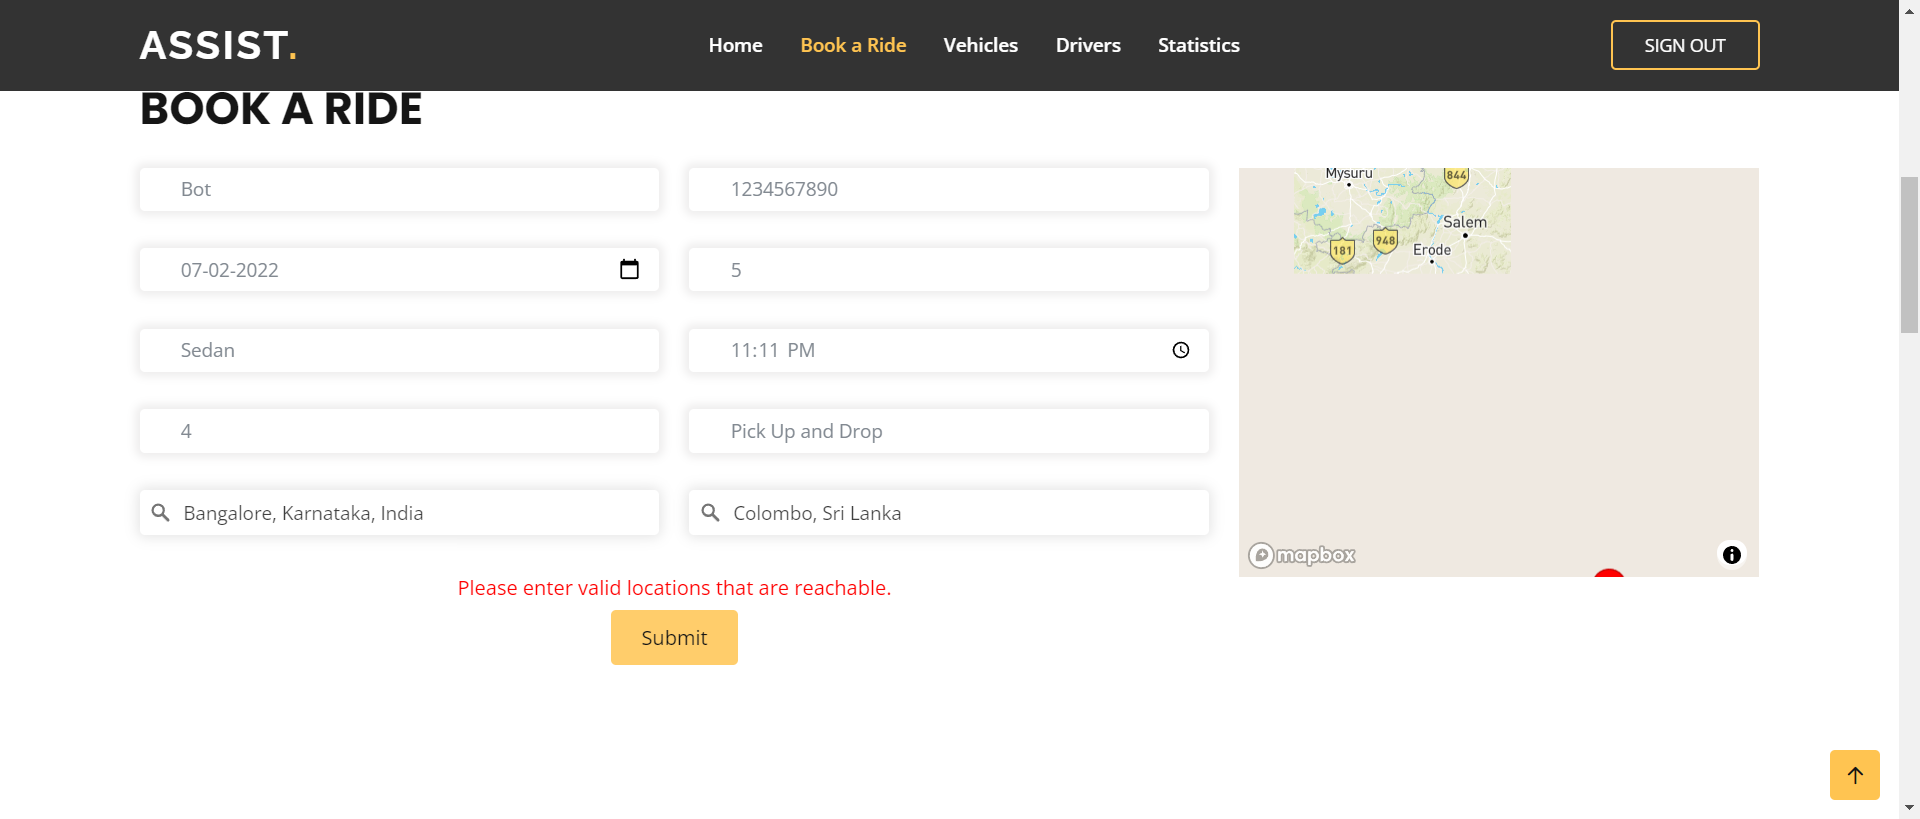 ASSIST.
Home
Book a Ride
Vehicles
Drivers
Statistics
SIGN OUT
BOOK A RIDE
Bot
1234567890
07-02-2022
5
Sedan
11:11 PM
4
Pick Up and Drop
Bangalore, Karnataka, India
Colombo, Sri Lanka
Please enter valid locations that are reachable.
Submit
Mysuru
844
Salem
948
181
Erode
mapbox